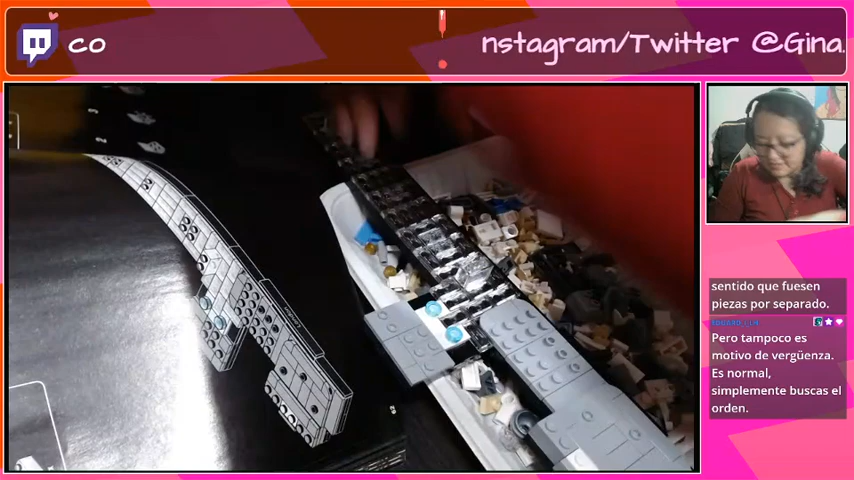 co
nstagram/Twitter @Gina.
sentido que fuesen
piezas por separado.
Pero tampoco es
motivo de vergüenza.
Es normal,
simplemente buscas el
orden.